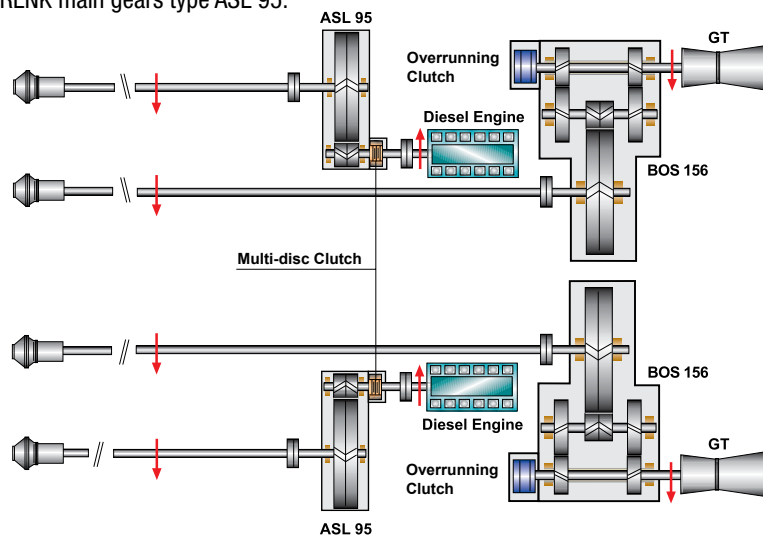 RENK main gears type ASL 95.
ASL 95
GT
Overrunning
Clutch
Diesel Engine
BOS 156
Multi-disc Clutch
BOS 156
Diesel Engine
GT
Overrunning
Clutch
ASL 95